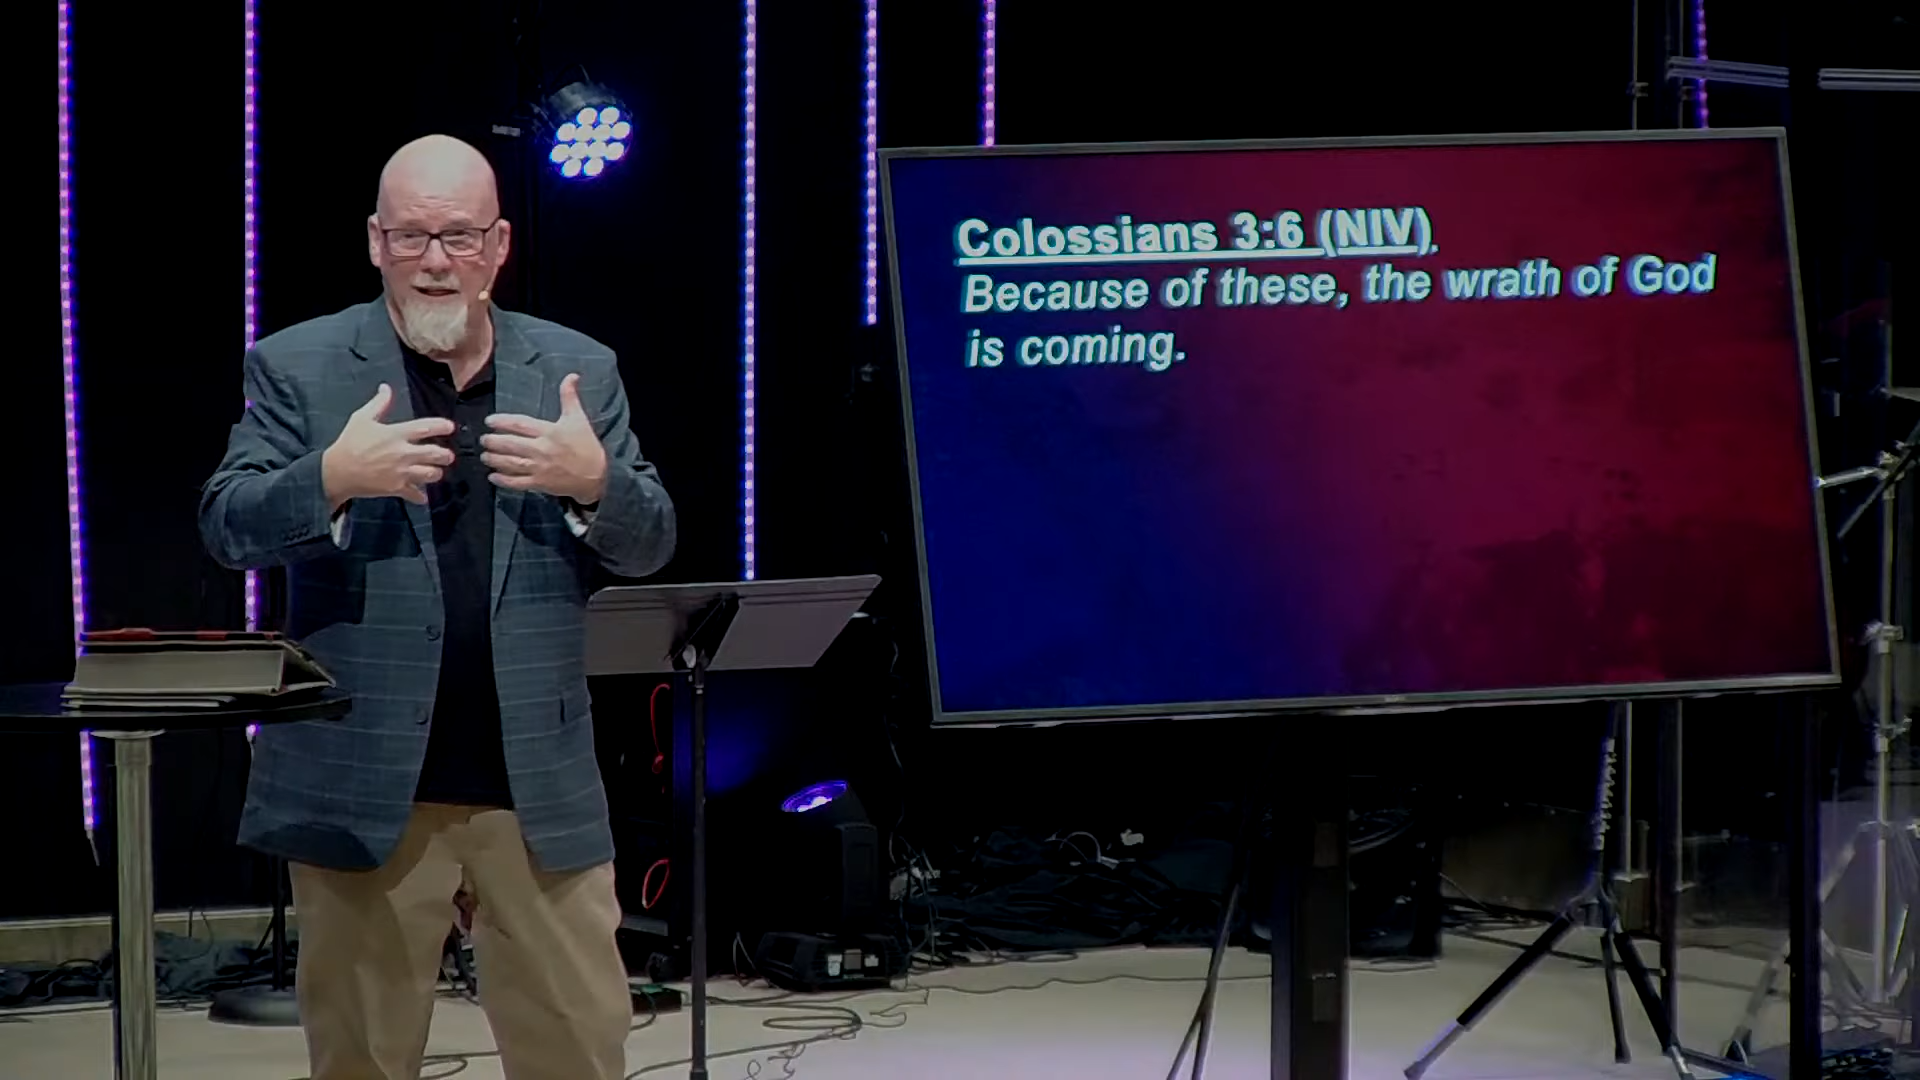 Colossians 3:6 (NIV)
Because of these, the wrath of God
is coming.